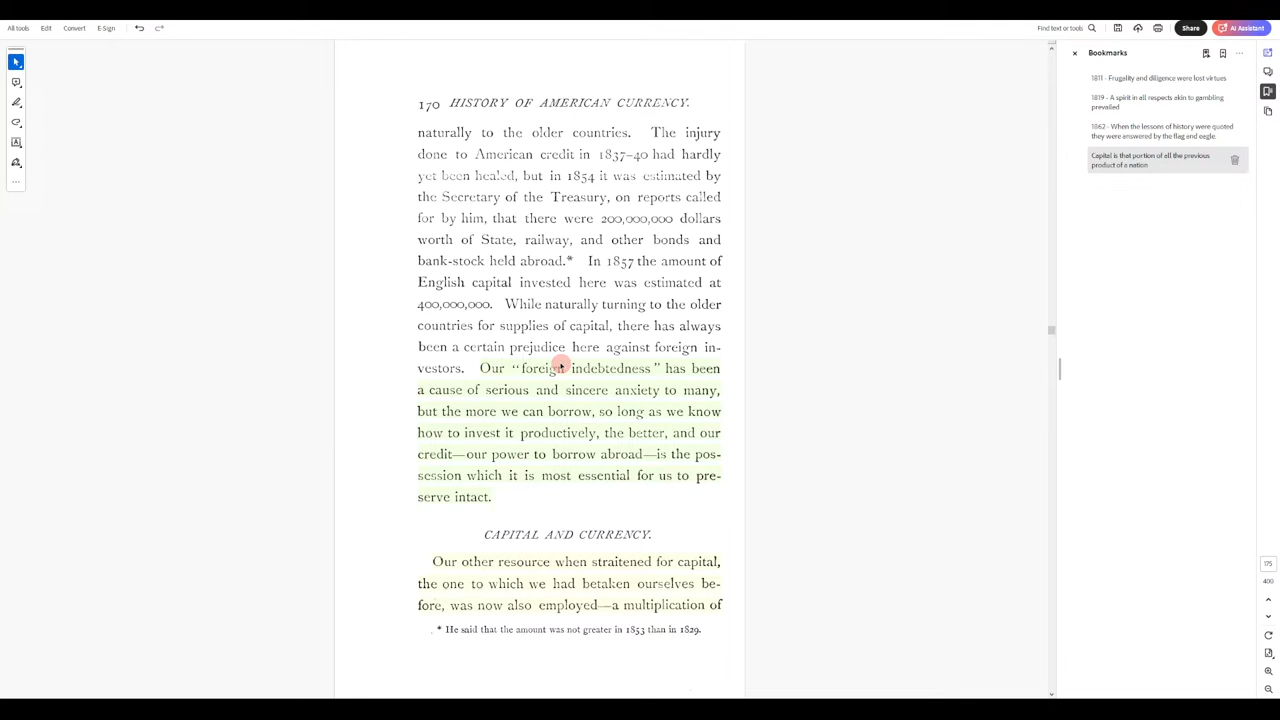 All tools Edit Convert E-Sign Find text or tools Share AI Assistant
170 HISTORY OF AMERICAN CURRENCY.
naturally to the older countries. The injury
done to American credit in 1837–40 had hardly
yet been healed, but in 1854 it was estimated by
the Secretary of the Treasury, on reports called
for by him, that there were 200,000,000 dollars
worth of State, railway, and other bonds and
bank-stock held abroad.* In 1857 the amount of
English capital invested here was estimated at
400,000,000. While naturally turning to the older
countries for supplies of capital, there has always
been a certain prejudice here against foreign in-
vestors. Our "foreign indebtedness" has been
a cause of serious and sincere anxiety to many,
but the more we can borrow, so long as we know
how to invest it productively, the better, and our
credit—our power to borrow abroad—is the pos-
session which it is most essential for us to pre-
serve intact.
CAPITAL AND CURRENCY.
Our other resource when straitened for capital,
the one to which we had betaken ourselves be-
fore, was now also employed—a multiplication of
* He said that the amount was not greater in 1853 than in 1829.
Bookmarks
1811 - Frugality and diligence were lost virtues
1819 - A spirit in all respects akin to gambling
prevailed
1862 - When the lessons of history were quoted
they were answered by the flag and eagle.
Capital is that portion of all the previous
product of a nation
175
400